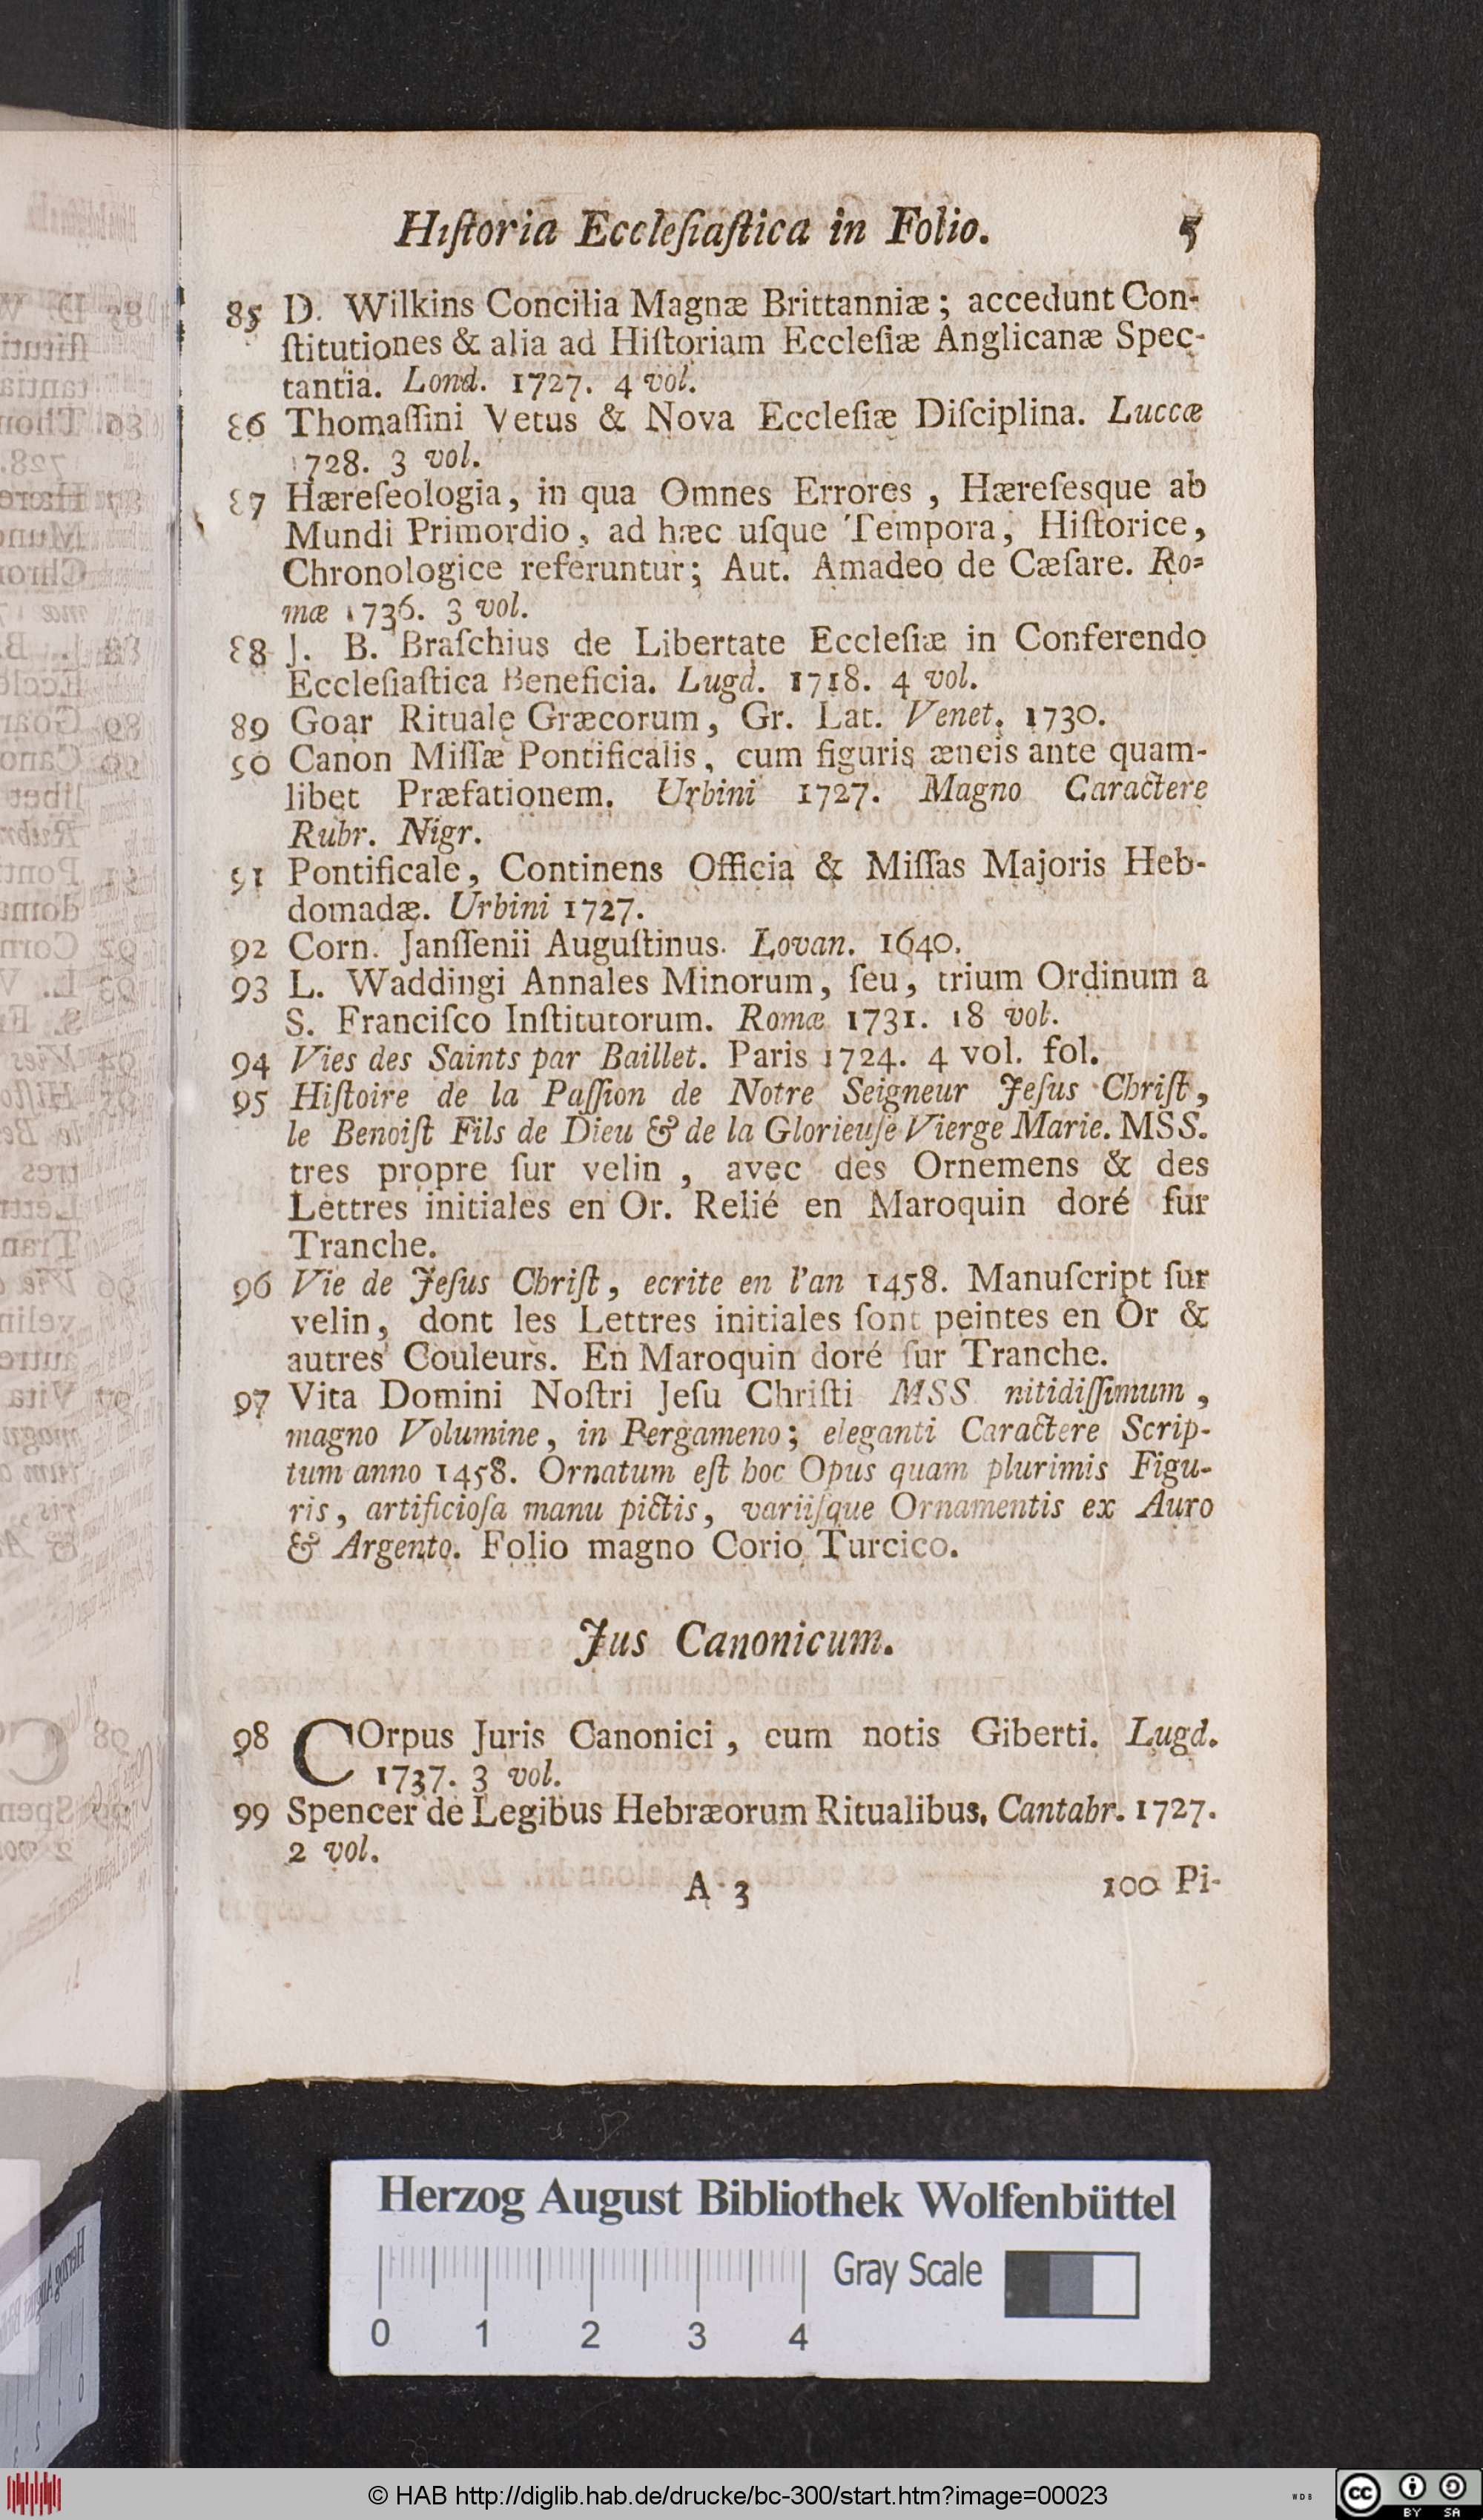 Hiſtoria Eccleſiaſtica in Folio. 5
85 D. Wilkins Concilia Magnæ Brittanniæ; accedunt Con-
ſtitutiones & alia ad Hiſtoriam Eccleſiæ Anglicanæ Spec-
tantia. Lond. 1727. 4 vol.
86 Thomaſſini Vetus & Nova Eccleſiæ Diſciplina. Luccæ
1728. 3 vol.
87 Hæreſeologia, in qua Omnes Errores, Hæreſesque ab
Mundi Primordio, ad hæc uſque Tempora, Hiſtorice,
Chronologice referuntur; Aut. Amadeo de Cæſare. Ro-
mæ 1736. 3 vol.
88 J. B. Braſchius de Libertate Eccleſiæ in Conferendo
Eccleſiaſtica Beneficia. Lugd. 1718. 4 vol.
89 Goar Rituale Græcorum, Gr. Lat. Venet. 1730.
90 Canon Miſſæ Pontificalis, cum figuris æneis ante quam-
libet Præfationem. Urbini 1727. Magno Caractere
Rubr. Nigr.
91 Pontificale, Continens Officia & Miſſas Majoris Heb-
domadæ. Urbini 1727.
92 Corn. Janſſenii Auguſtinus. Lovan. 1640.
93 L. Waddingi Annales Minorum, ſeu, trium Ordinum a
S. Franciſco Inſtitutorum. Romæ 1731. 18 vol.
94 Vies des Saints par Baillet. Paris 1724. 4 vol. fol.
95 Hiſtoire de la Paſſion de Notre Seigneur Jeſus Chriſt,
le Benoiſt Fils de Dieu & de la Glorieuſe Vierge Marie. MSS.
tres propre ſur velin, avec des Ornemens & des
Lettres initiales en Or. Relié en Maroquin doré ſur
Tranche.
96 Vie de Jeſus Chriſt, ecrite en l'an 1458. Manuſcript ſur
velin, dont les Lettres initiales ſont peintes en Or &
autres Couleurs. En Maroquin doré ſur Tranche.
97 Vita Domini Noſtri Jeſu Chriſti MSS nitidiſſimum,
magno Volumine, in Pergameno; eleganti Caractere Scrip-
tum anno 1458. Ornatum eſt hoc Opus quam plurimis Figu-
ris, artificioſa manu pictis, variiſque Ornamentis ex Auro
& Argento. Folio magno Corio Turcico.
Jus Canonicum.
98 COrpus Juris Canonici, cum notis Giberti. Lugd.
1737. 3 vol.
99 Spencer de Legibus Hebræorum Ritualibus. Cantabr. 1727.
2 vol.
A 3 100 Pi-
Herzog August Bibliothek Wolfenbüttel
Gray Scale
0 1 2 3 4
© HAB http://diglib.hab.de/drucke/bc-300/start.htm?image=00023
WDB
cc BY SA